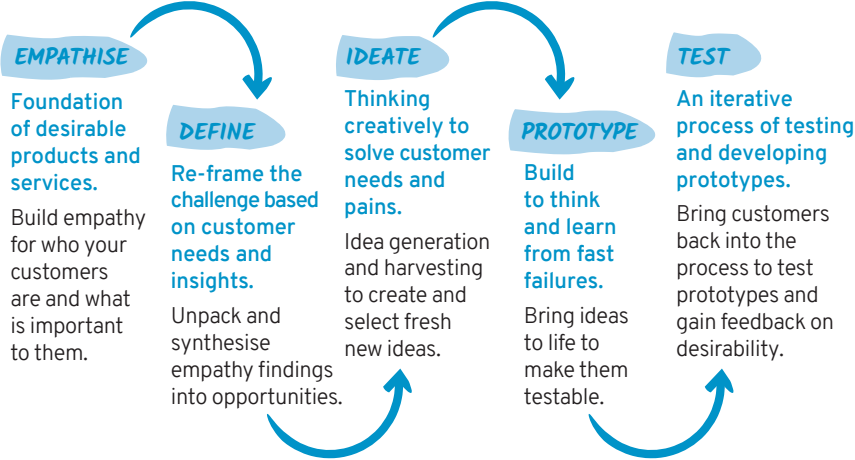 EMPATHISE
Foundation
of desirable
products and
services.
Build empathy
for who your
customers
are and what
is important
to them.
DEFINE
Re-frame the
challenge based
on customer
needs and
insights.
Unpack and
synthesise
empathy findings
into opportunities.
IDEATE
Thinking
creatively to
solve customer
needs and
pains.
Idea generation
and harvesting
to create and
select fresh
new ideas.
PROTOTYPE
Build
to think
and learn
from fast
failures.
Bring ideas
to life to
make them
testable.
TEST
An iterative
process of testing
and developing
prototypes.
Bring customers
back into the
process to test
prototypes and
gain feedback on
desirability.